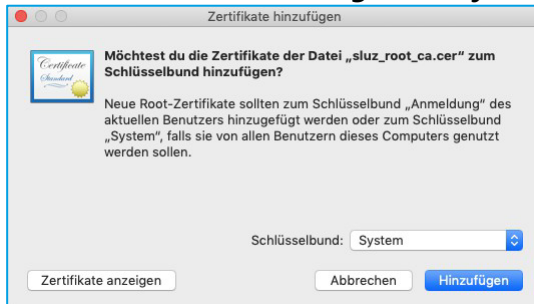 Zertifikate hinzufügen
Certificate
Standard
Möchtest du die Zertifikate der Datei „sluz_root_ca.cer“ zum
Schlüsselbund hinzufügen?
Neue Root-Zertifikate sollten zum Schlüsselbund „Anmeldung“ des
aktuellen Benutzers hinzugefügt werden oder zum Schlüsselbund
„System“, falls sie von allen Benutzern dieses Computers genutzt
werden sollen.
Schlüsselbund: System
Zertifikate anzeigen Abbrechen Hinzufügen